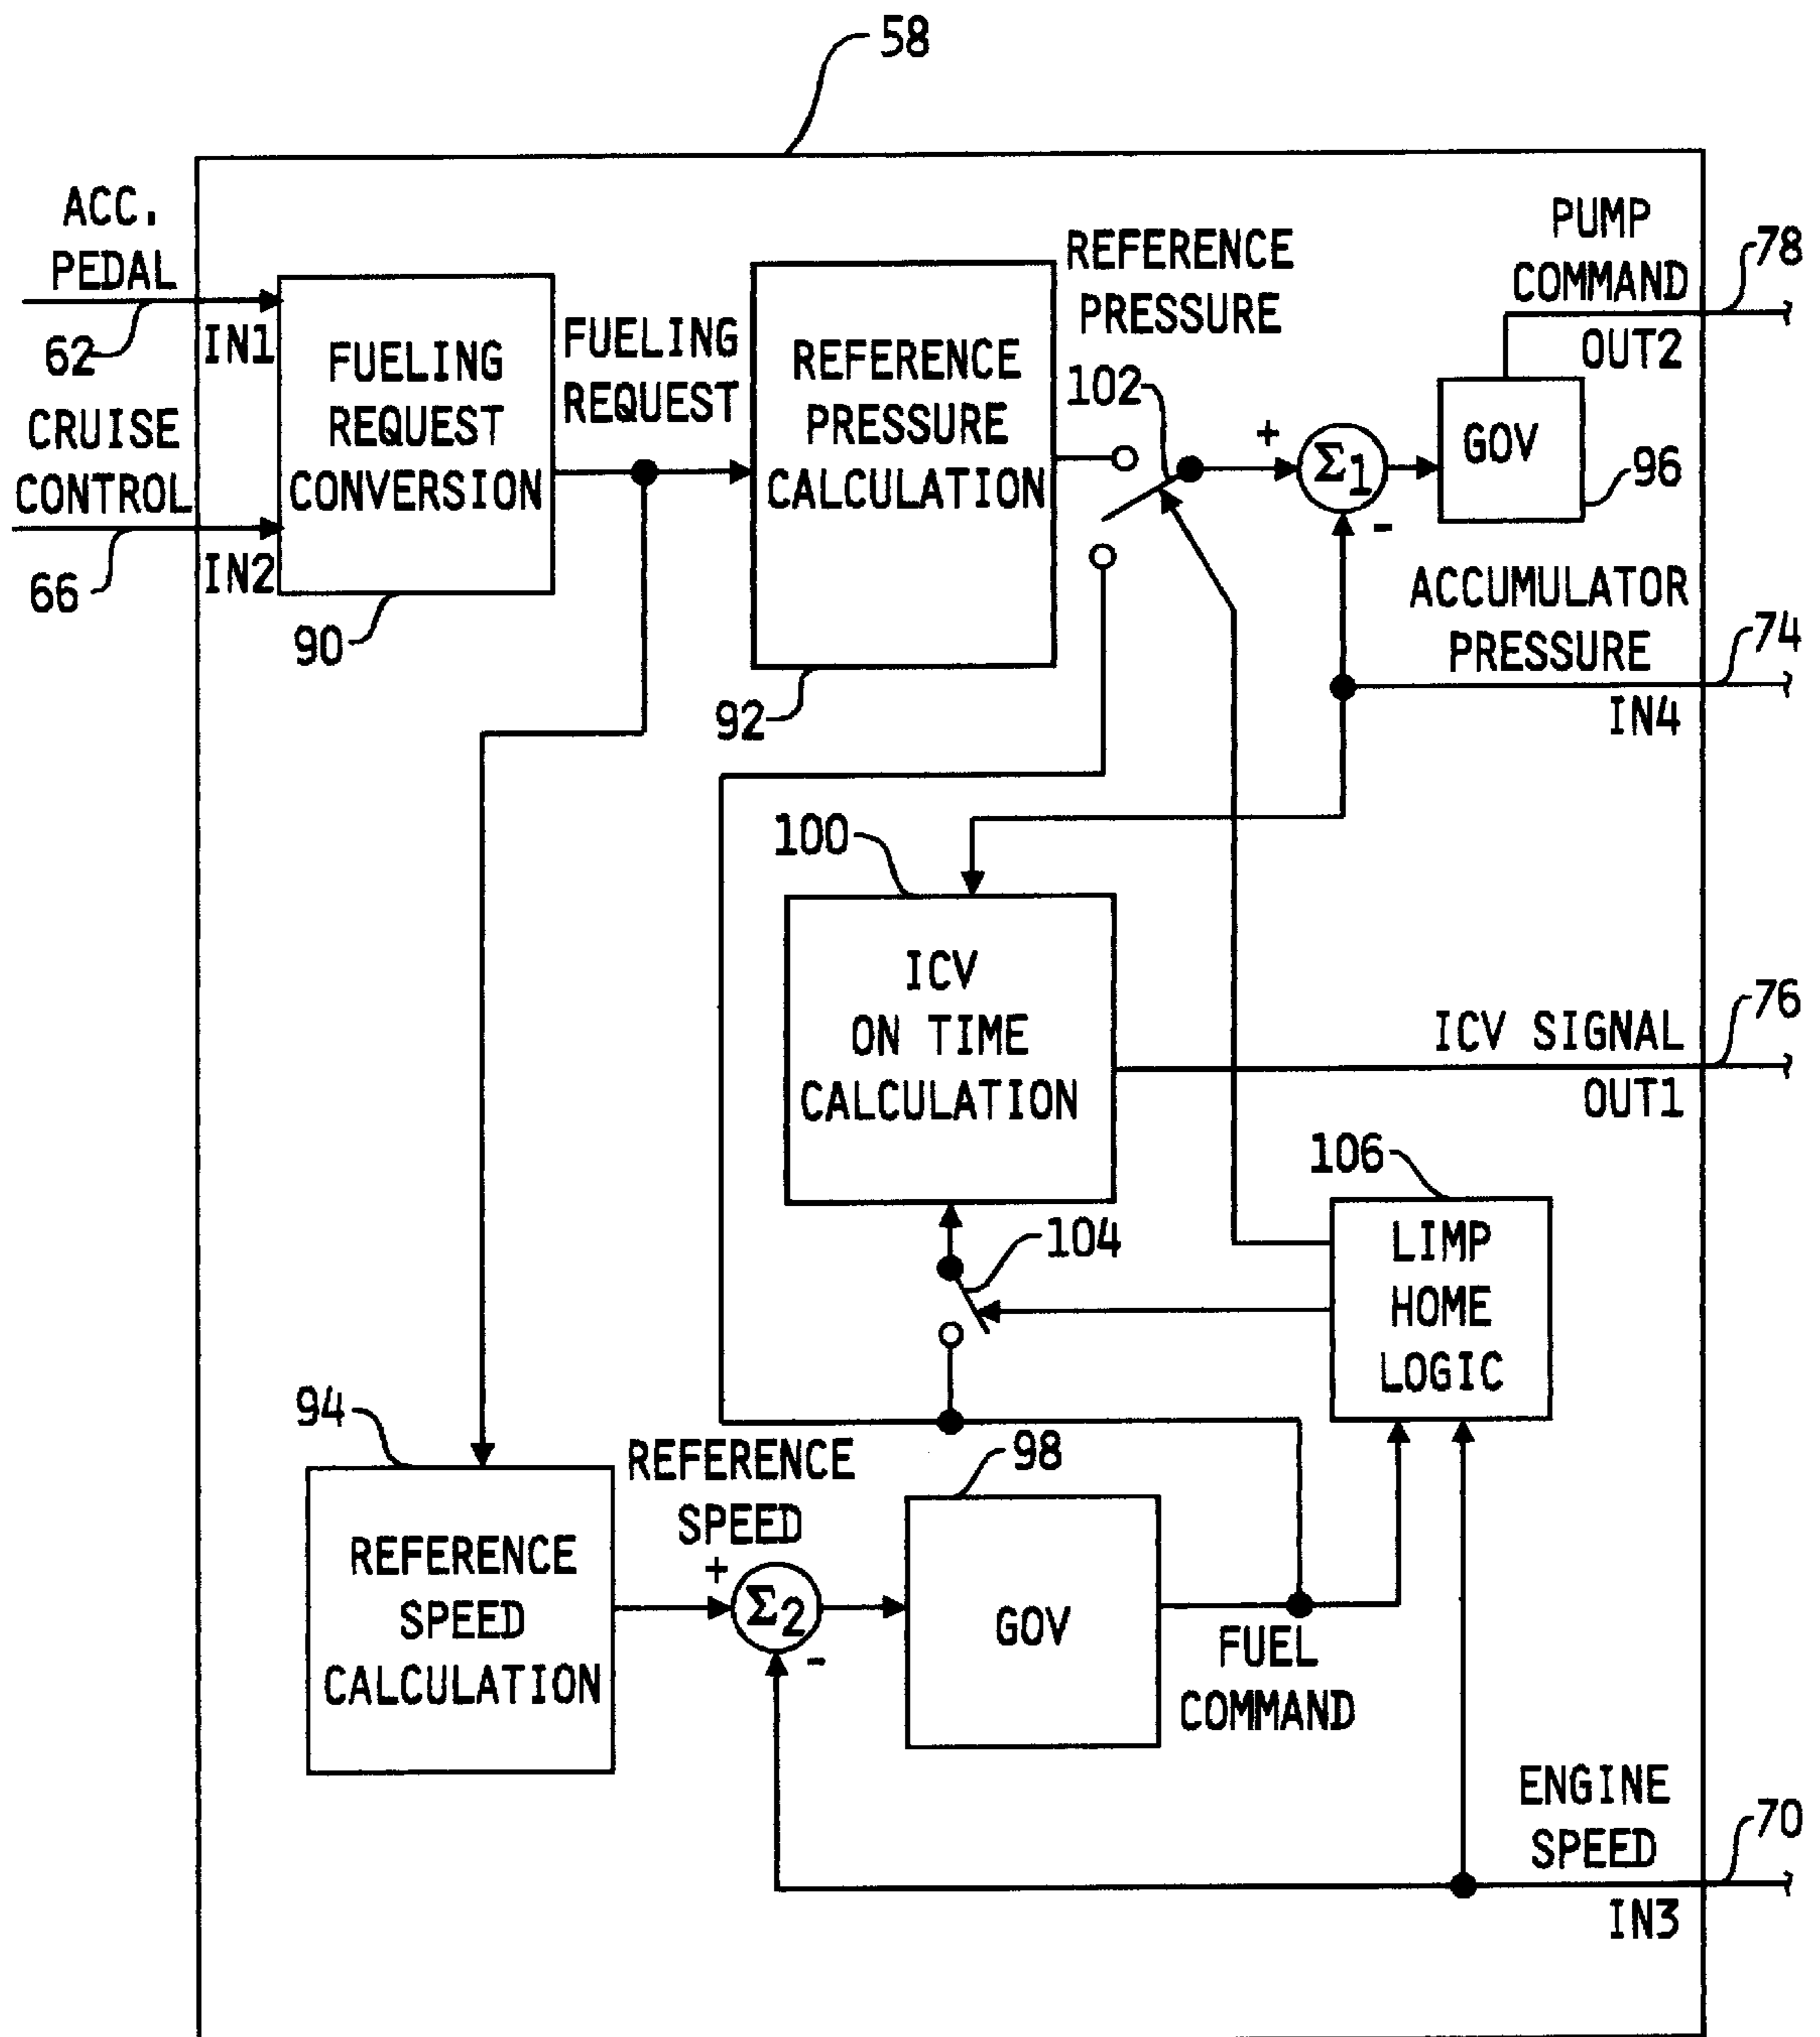 58
ACC.
PEDAL
62
IN1
CRUISE
CONTROL
66
IN2
FUELING
REQUEST
CONVERSION
90
FUELING
REQUEST
REFERENCE
PRESSURE
CALCULATION
92
REFERENCE
PRESSURE
102
+
Σ1
-
GOV
96
PUMP
COMMAND
78
OUT2
ACCUMULATOR
PRESSURE
74
IN4
100
ICV
ON TIME
CALCULATION
ICV SIGNAL
76
OUT1
104
106
LIMP
HOME
LOGIC
94
REFERENCE
SPEED
CALCULATION
REFERENCE
SPEED
+
Σ2
-
98
GOV
FUEL
COMMAND
ENGINE
SPEED
70
IN3